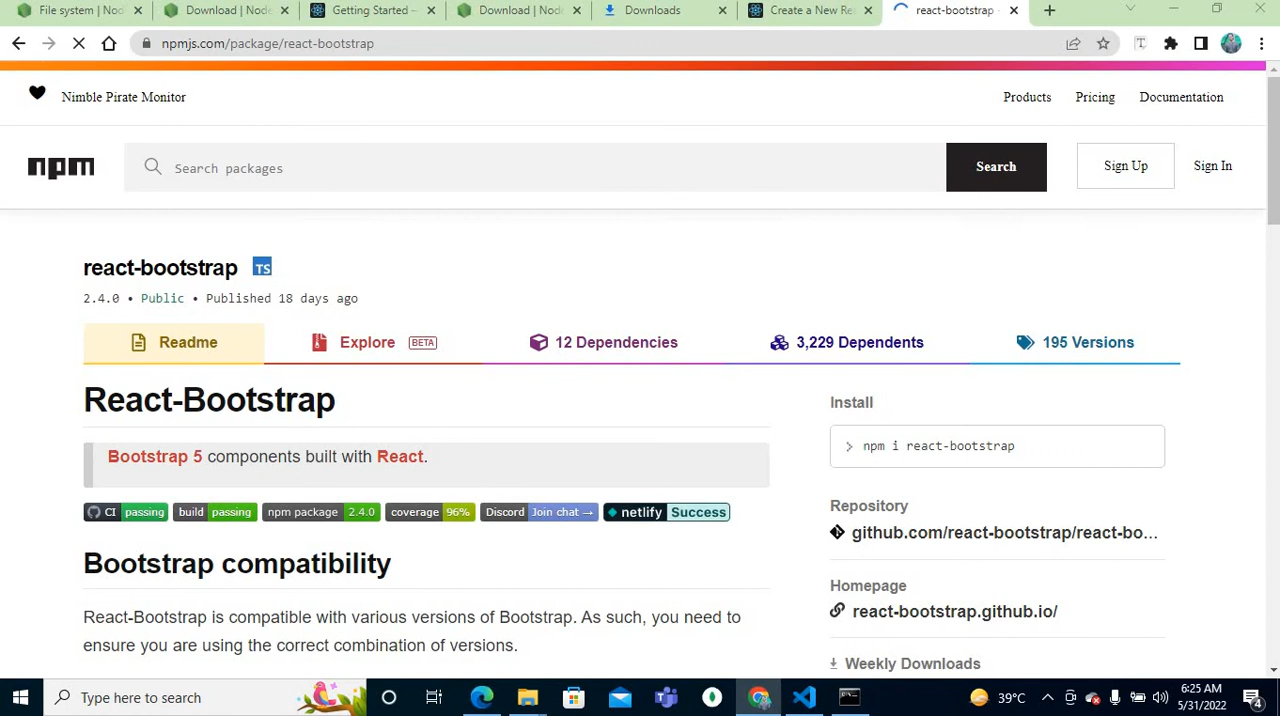 File system | Nod
Download | Node
Getting Started –
Download | Node
Downloads
Create a New Rea
react-bootstrap -
npmjs.com/package/react-bootstrap
Nimble Pirate Monitor
Products
Pricing
Documentation
npm
Search packages
Search
Sign Up
Sign In
react-bootstrap TS
2.4.0 • Public • Published 18 days ago
Readme
Explore BETA
12 Dependencies
3,229 Dependents
195 Versions
React-Bootstrap
Bootstrap 5 components built with React.
CI passing
build passing
npm package 2.4.0
coverage 96%
Discord Join chat →
netlify Success
Bootstrap compatibility
React-Bootstrap is compatible with various versions of Bootstrap. As such, you need to
ensure you are using the correct combination of versions.
Install
> npm i react-bootstrap
Repository
github.com/react-bootstrap/react-bo...
Homepage
react-bootstrap.github.io/
Weekly Downloads
Type here to search
39°C
6:25 AM
5/31/2022
4